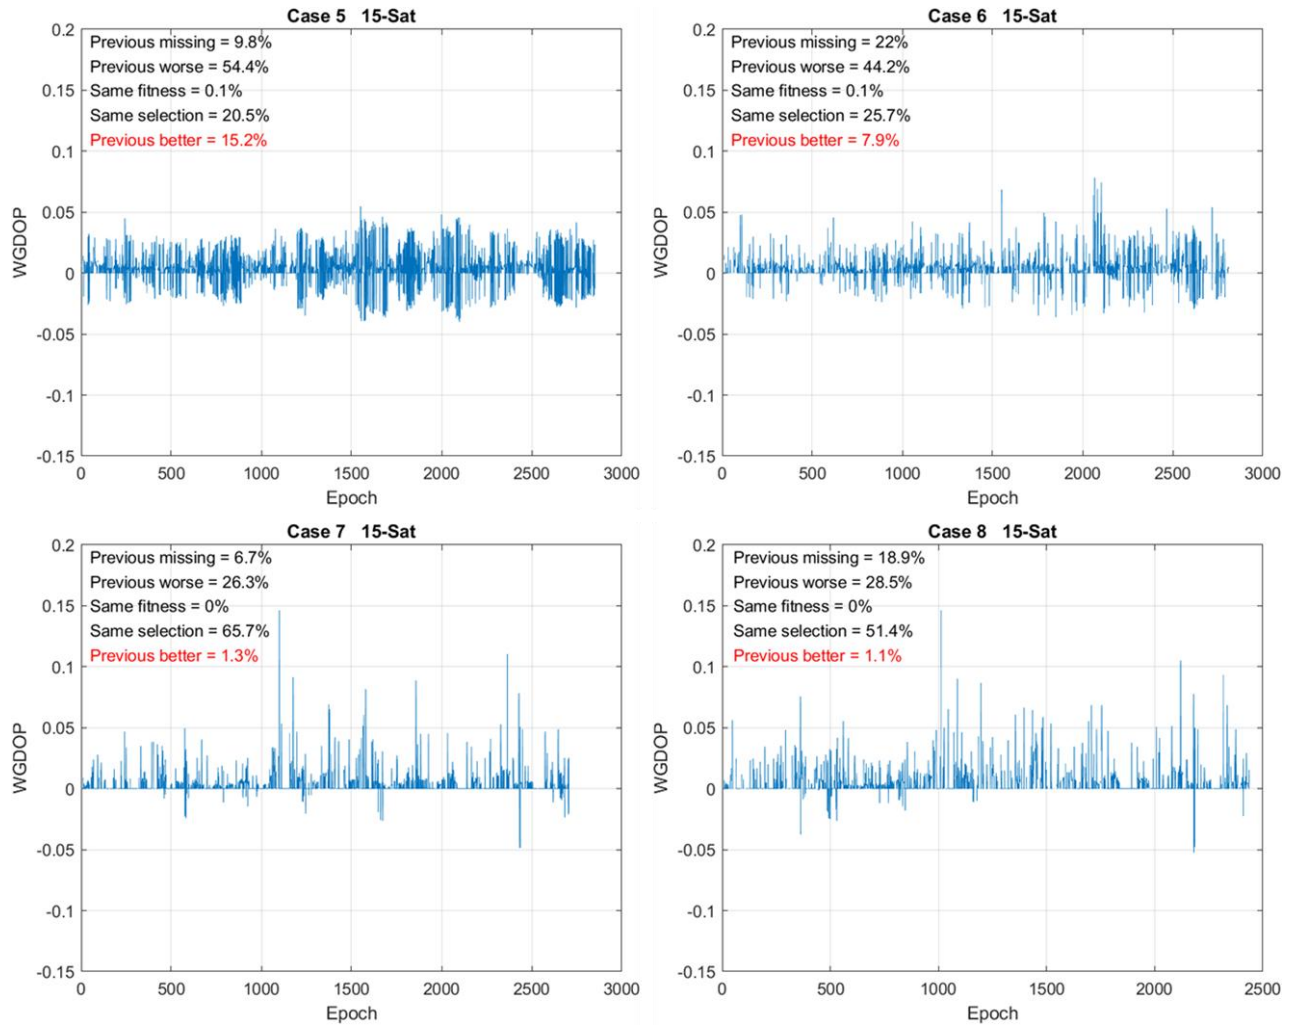 Case 5   15-Sat
0.2
0.15
0.1
0.05
0
-0.05
-0.1
-0.15
WGDOP
Previous missing = 9.8%
Previous worse = 54.4%
Same fitness = 0.1%
Same selection = 20.5%
Previous better = 15.2%
0 500 1000 1500 2000 2500 3000
Epoch
Case 6   15-Sat
0.2
0.15
0.1
0.05
0
-0.05
-0.1
-0.15
WGDOP
Previous missing = 22%
Previous worse = 44.2%
Same fitness = 0.1%
Same selection = 25.7%
Previous better = 7.9%
0 500 1000 1500 2000 2500 3000
Epoch
Case 7   15-Sat
0.2
0.15
0.1
0.05
0
-0.05
-0.1
-0.15
WGDOP
Previous missing = 6.7%
Previous worse = 26.3%
Same fitness = 0%
Same selection = 65.7%
Previous better = 1.3%
0 500 1000 1500 2000 2500 3000
Epoch
Case 8   15-Sat
0.2
0.15
0.1
0.05
0
-0.05
-0.1
-0.15
WGDOP
Previous missing = 18.9%
Previous worse = 28.5%
Same fitness = 0%
Same selection = 51.4%
Previous better = 1.1%
0 500 1000 1500 2000 2500
Epoch